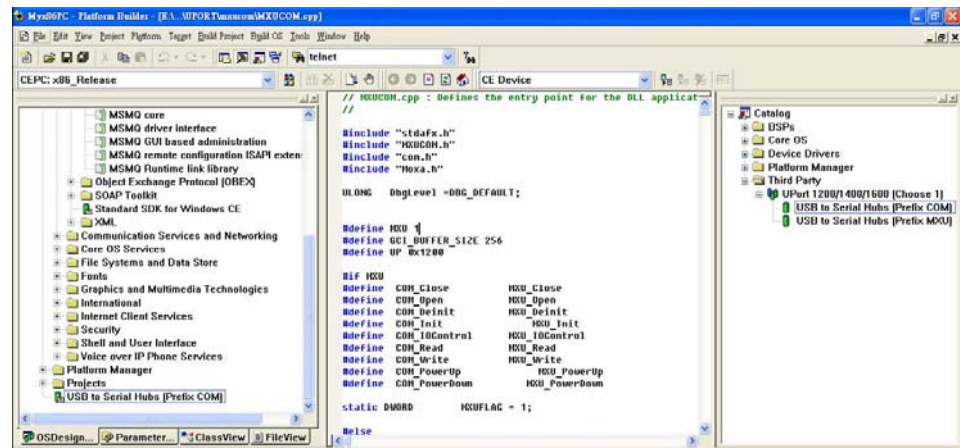 Myx86PC - Platform Builder - [E:\...\UPORT\mxucom\MXUCOM.cpp]
File Edit View Project Platform Target Build Project Build OS Tools Window Help
telnet
CEPC: x86_Release
CE Device
MSMQ core
MSMQ driver interface
MSMQ GUI based administration
MSMQ remote configuration ISAPI exten
MSMQ Runtime link library
Object Exchange Protocol (OBEX)
SOAP Toolkit
Standard SDK for Windows CE
XML
Communication Services and Networking
Core OS Services
File Systems and Data Store
Fonts
Graphics and Multimedia Technologies
International
Internet Client Services
Security
Shell and User Interface
Voice over IP Phone Services
Platform Manager
Projects
USB to Serial Hubs (Prefix COM)
OSDesign... Parameter... ClassView FileView
// MXUCOM.cpp : Defines the entry point for the DLL applicat
//
#include "stdafx.h"
#include "MXUCOM.h"
#include "com.h"
#include "Moxa.h"
ULONG DbgLevel =DBG_DEFAULT;
#define MXU 1
#define GCI_BUFFER_SIZE 256
#define UP 0x1200
#if MXU
#define COM_Close MXU_Close
#define COM_Open MXU_Open
#define COM_Deinit MXU_Deinit
#define COM_Init MXU_Init
#define COM_IOControl MXU_IOControl
#define COM_Read MXU_Read
#define COM_Write MXU_Write
#define COM_PowerUp MXU_PowerUp
#define COM_PowerDown MXU_PowerDown
static DWORD MXUFLAG = 1;
#else
Catalog
BSPs
Core OS
Device Drivers
Platform Manager
Third Party
UPort 1200/1400/1600 [Choose 1]
USB to Serial Hubs (Prefix COM)
USB to Serial Hubs (Prefix MXU)